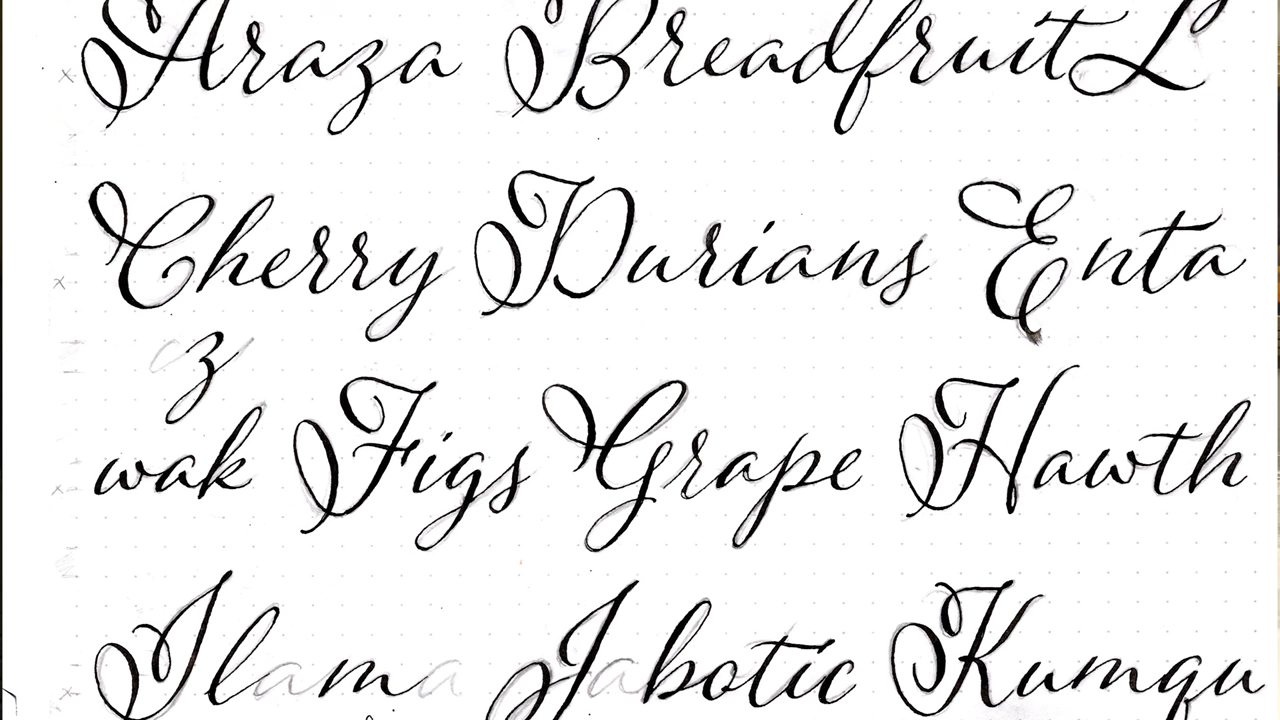 Araza Breadfruit L
Cherry Durians Enta
z
wak Figs Grape Hawth
Ilama Jabotic Kumqu